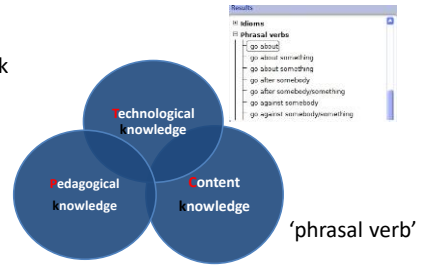 Results
Idioms
Phrasal verbs
go about
go about something
go about something
go after somebody
go after somebody/something
go against somebody
go against somebody/something
k
Technological
knowledge
Pedagogical
knowledge
Content
knowledge
'phrasal verb'